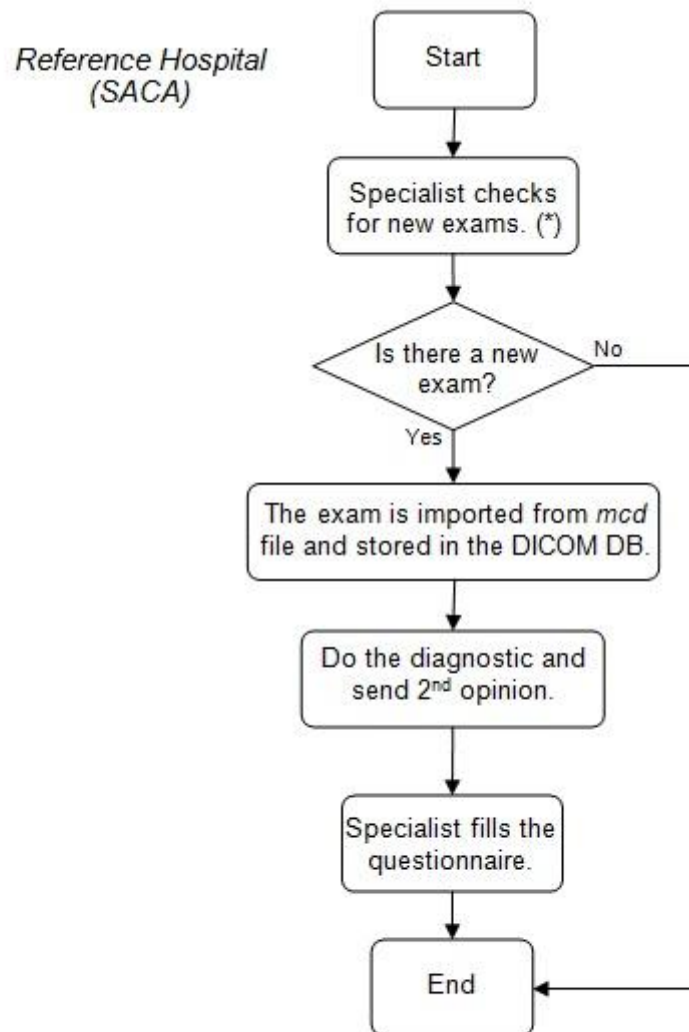 Reference Hospital
(SACA)
Start
Specialist checks
for new exams. (*)
Is there a new
exam?
No
Yes
The exam is imported from mcd
file and stored in the DICOM DB.
Do the diagnostic and
send 2nd opinion.
Specialist fills the
questionnaire.
End